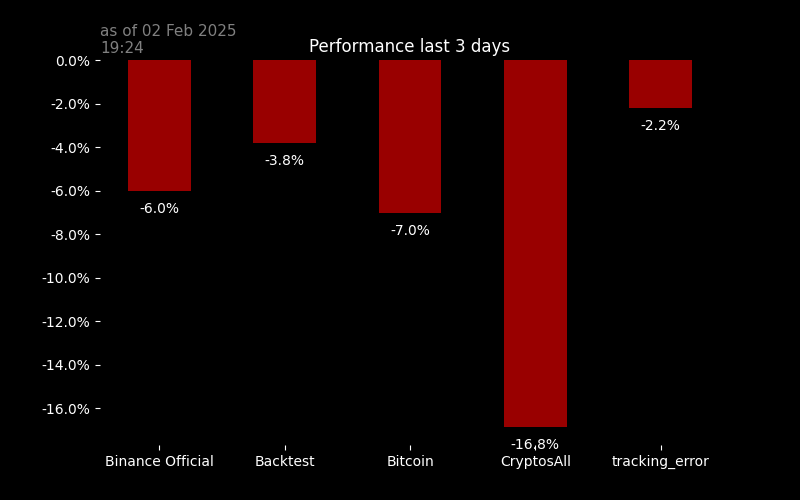 as of 02 Feb 2025
19:24
Performance last 3 days
0.0%
-2.0%
-4.0%
-6.0%
-8.0%
-10.0%
-12.0%
-14.0%
-16.0%
-6.0%
-3.8%
-7.0%
-16.8%
-2.2%
Binance Official
Backtest
Bitcoin
CryptosAll
tracking_error